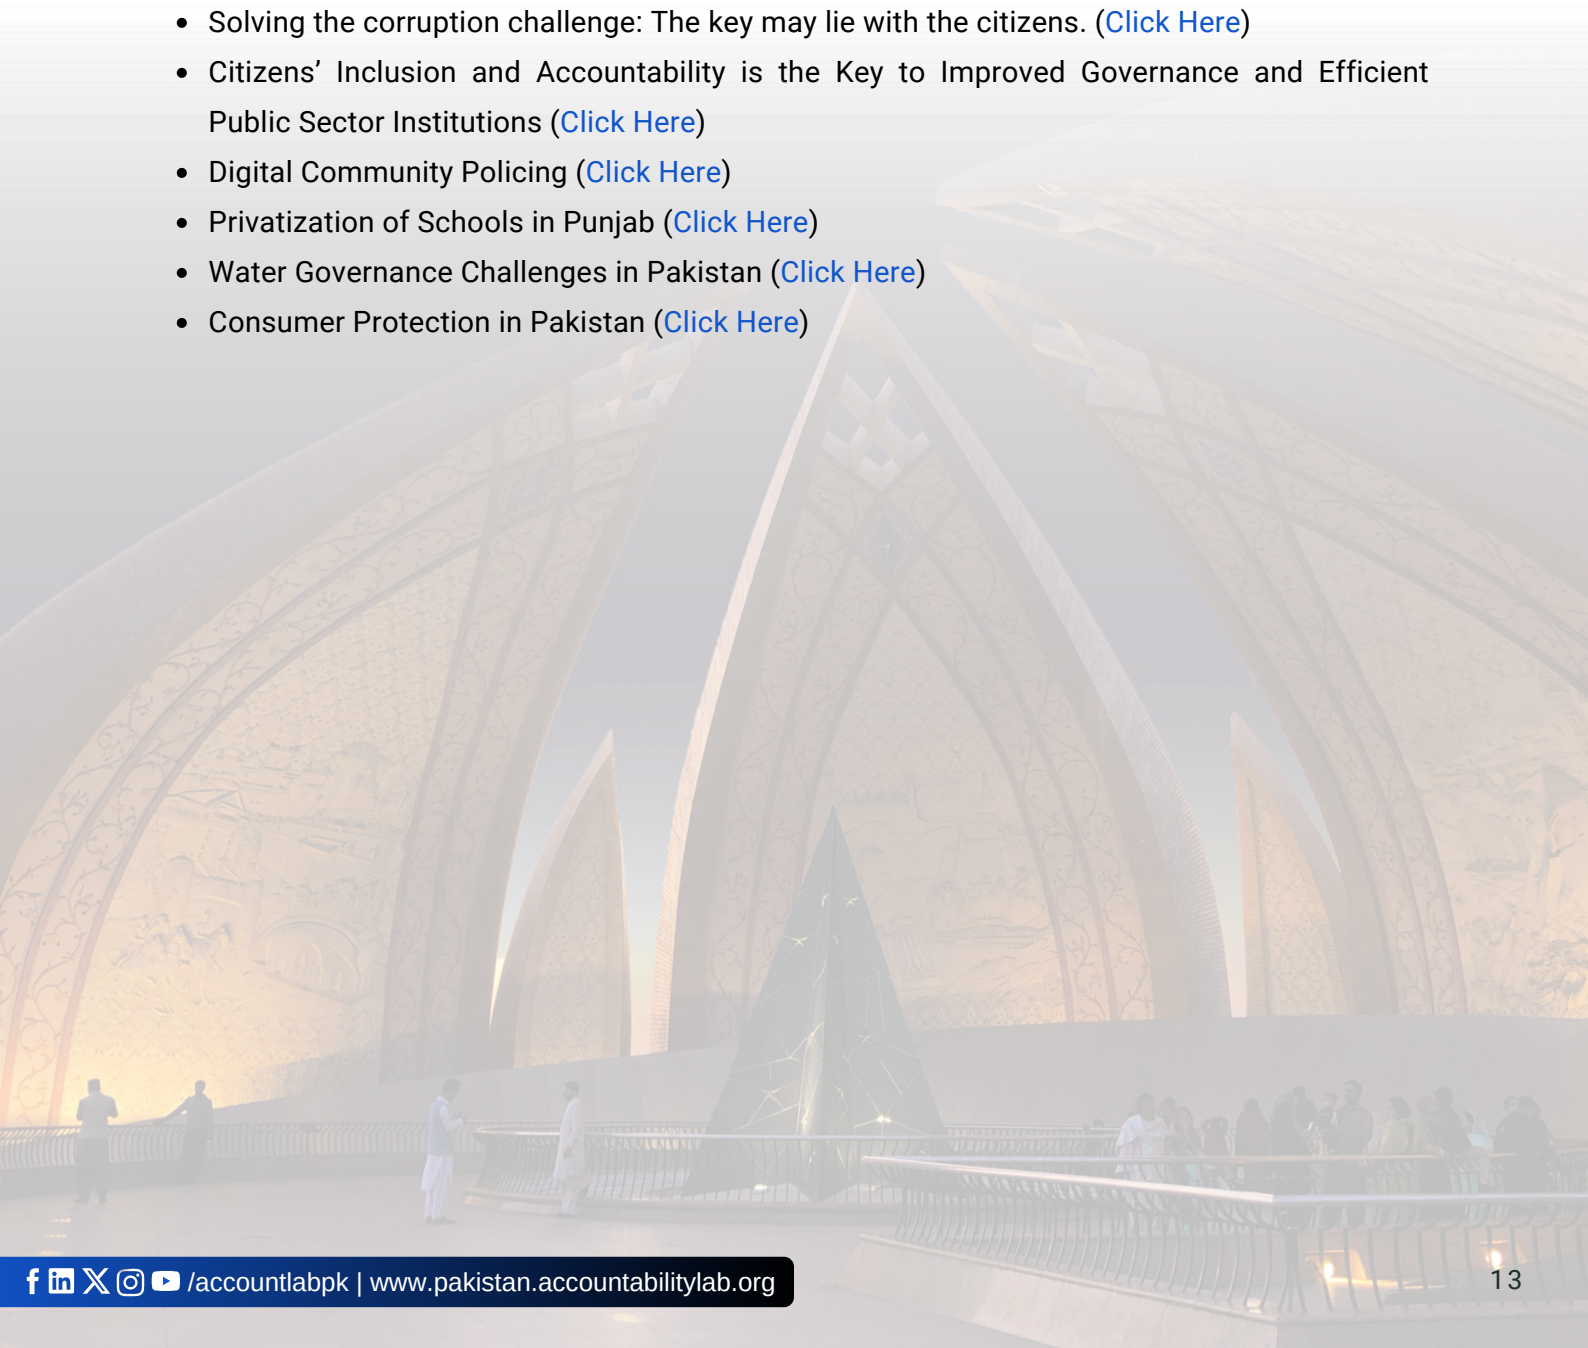 • Solving the corruption challenge: The key may lie with the citizens. (Click Here)
• Citizens’ Inclusion and Accountability is the Key to Improved Governance and Efficient
Public Sector Institutions (Click Here)
• Digital Community Policing (Click Here)
• Privatization of Schools in Punjab (Click Here)
• Water Governance Challenges in Pakistan (Click Here)
• Consumer Protection in Pakistan (Click Here)
/accountlabpk | www.pakistan.accountabilitylab.org
13